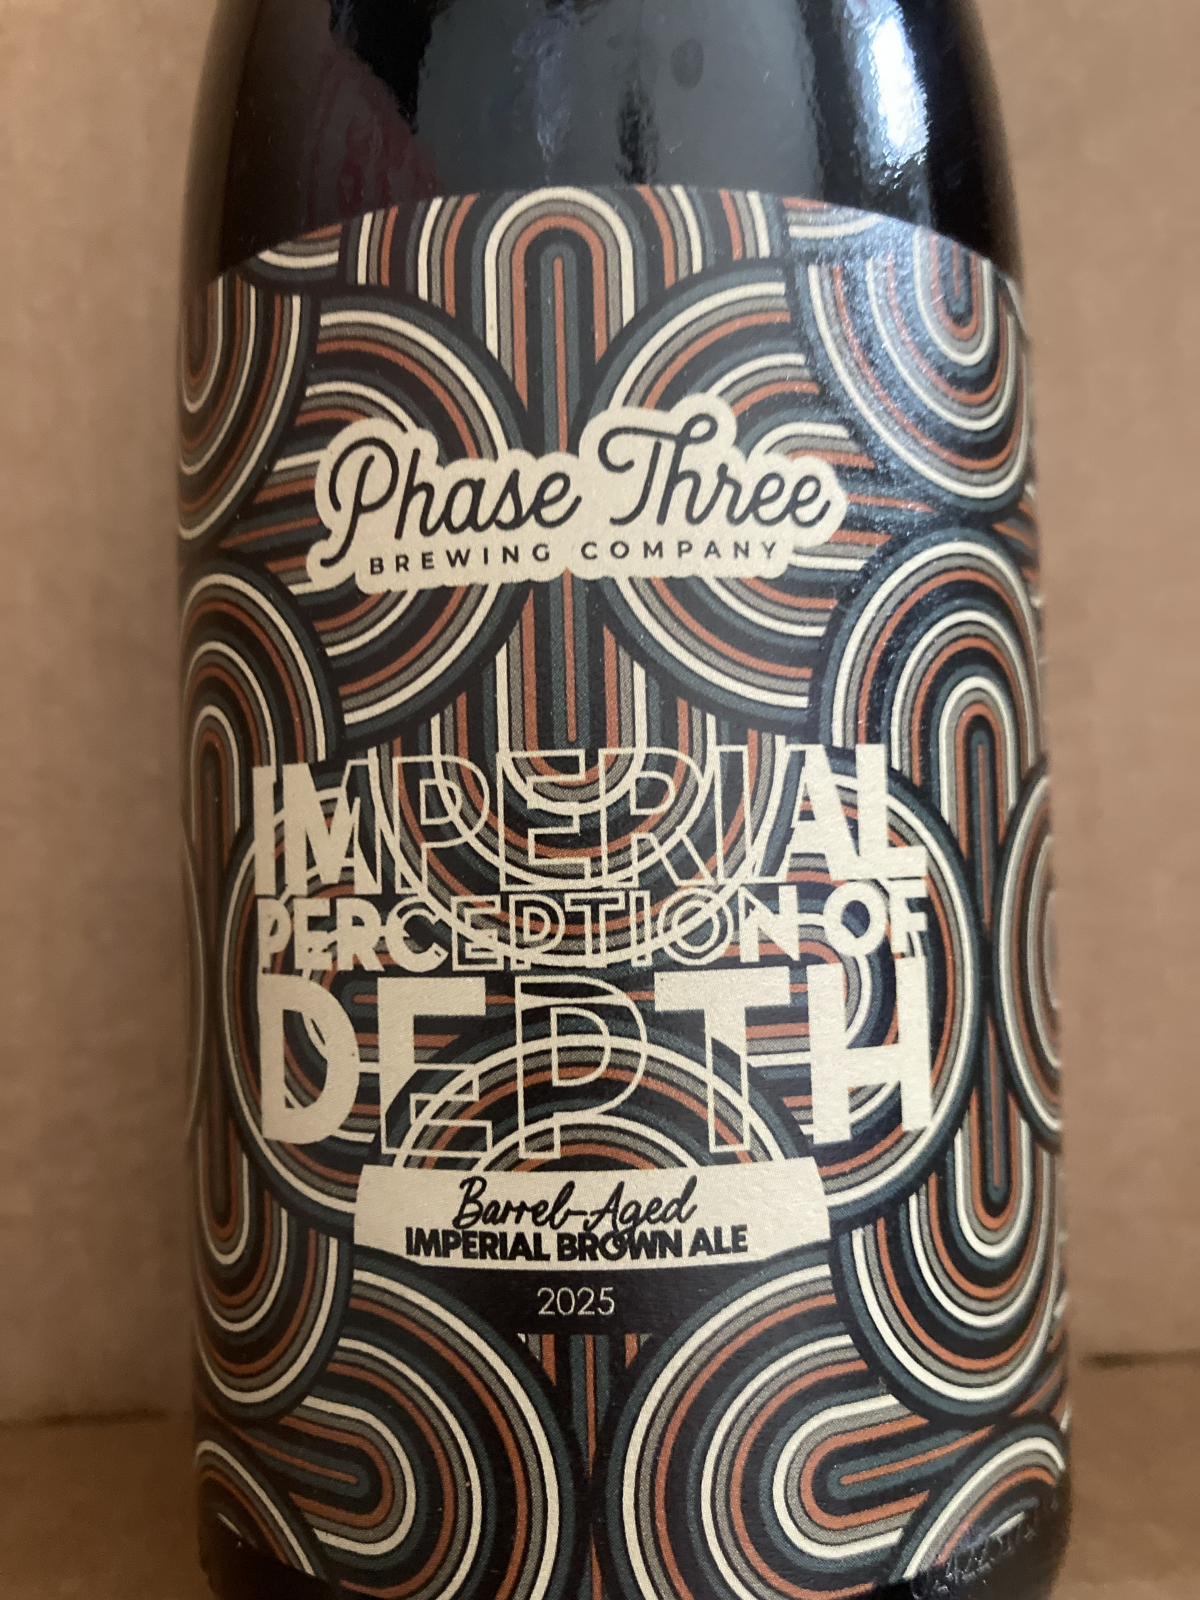 Phase Three
BREWING COMPANY
IMPERIAL
PERCEPTION OF
DEPTH
Barrel-Aged
IMPERIAL BROWN ALE
2025